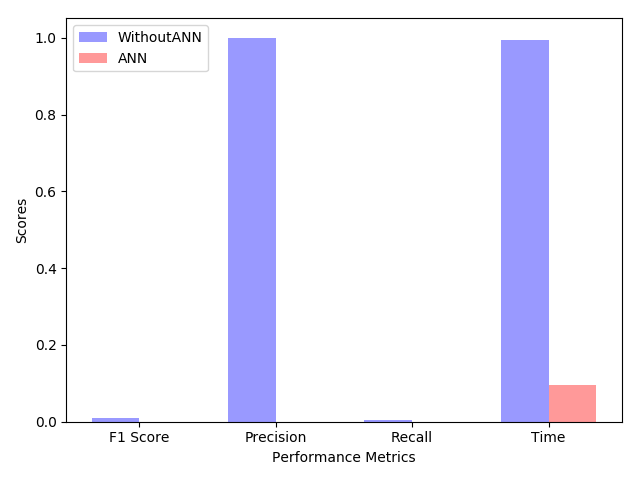 WithoutANN
ANN
1.0
0.8
0.6
0.4
0.2
0.0
Scores
F1 Score Precision Recall Time
Performance Metrics